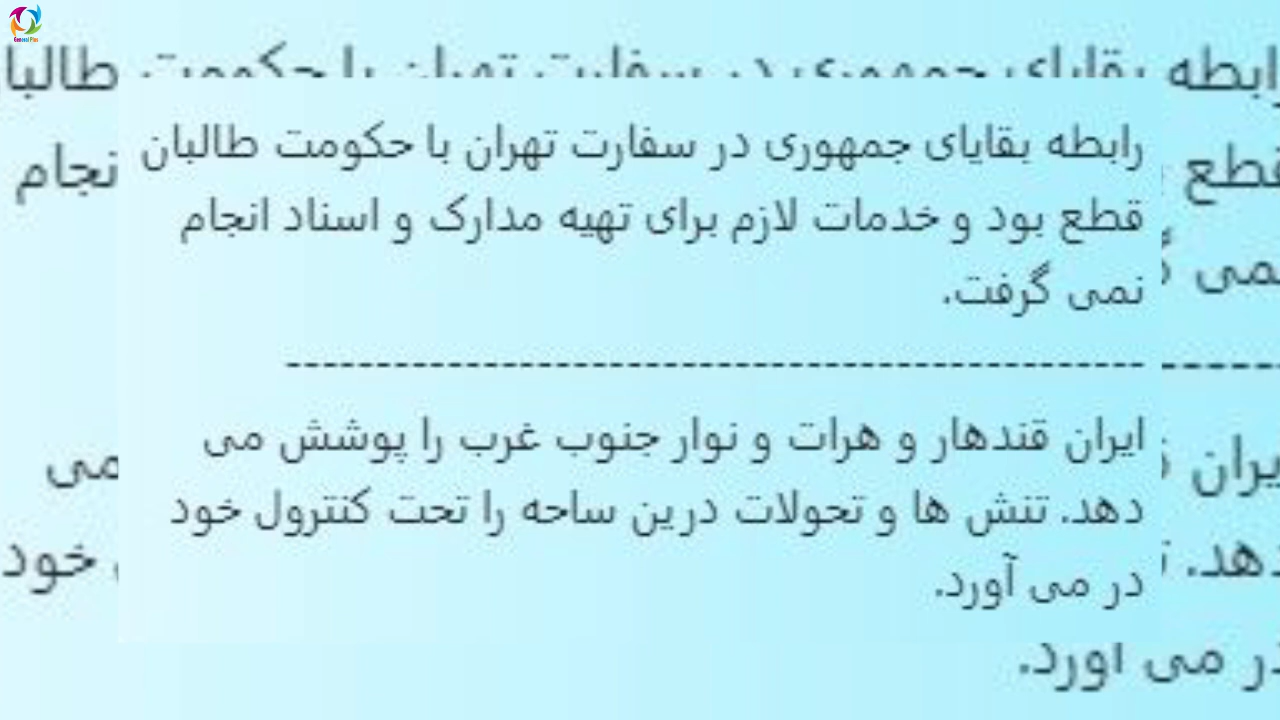 General Plus
رابطه بقایای جمهوری در سفارت تهران با حکومت طالبان
قطع بود و خدمات لازم برای تهیه مدارک و اسناد انجام
نمی گرفت.
---------------------------------------------------------
ایران قندهار و هرات و نوار جنوب غرب را پوشش می
دهد. تنش ها و تحولات درین ساحه را تحت کنترول خود
در می آورد.